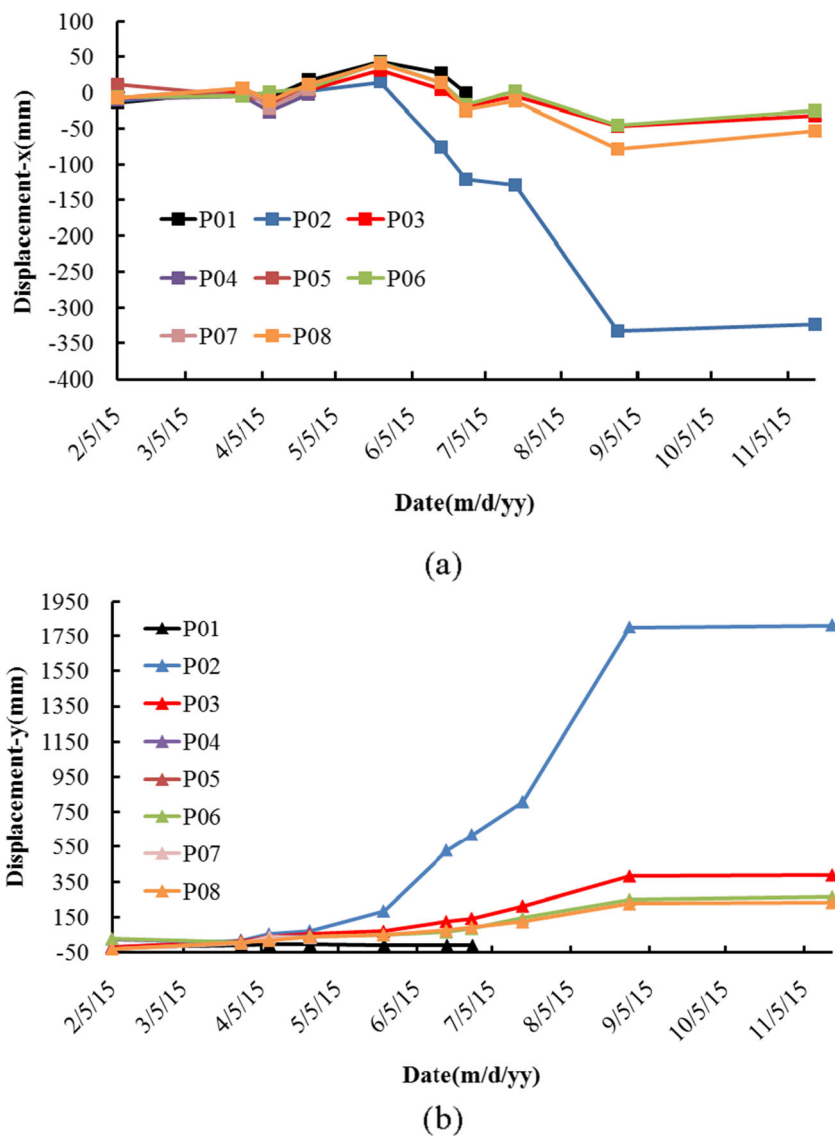 100
50
0
-50
-100
-150
-200
-250
-300
-350
-400
Displacement-x(mm)
P01 P02 P03
P04 P05 P06
P07 P08
2/5/15 3/5/15 4/5/15 5/5/15 6/5/15 7/5/15 8/5/15 9/5/15 10/5/15 11/5/15
Date(m/d/yy)
(a)
1950
1750
1550
1350
1150
950
750
550
350
150
-50
Displacement-y(mm)
P01
P02
P03
P04
P05
P06
P07
P08
2/5/15 3/5/15 4/5/15 5/5/15 6/5/15 7/5/15 8/5/15 9/5/15 10/5/15 11/5/15
Date(m/d/yy)
(b)